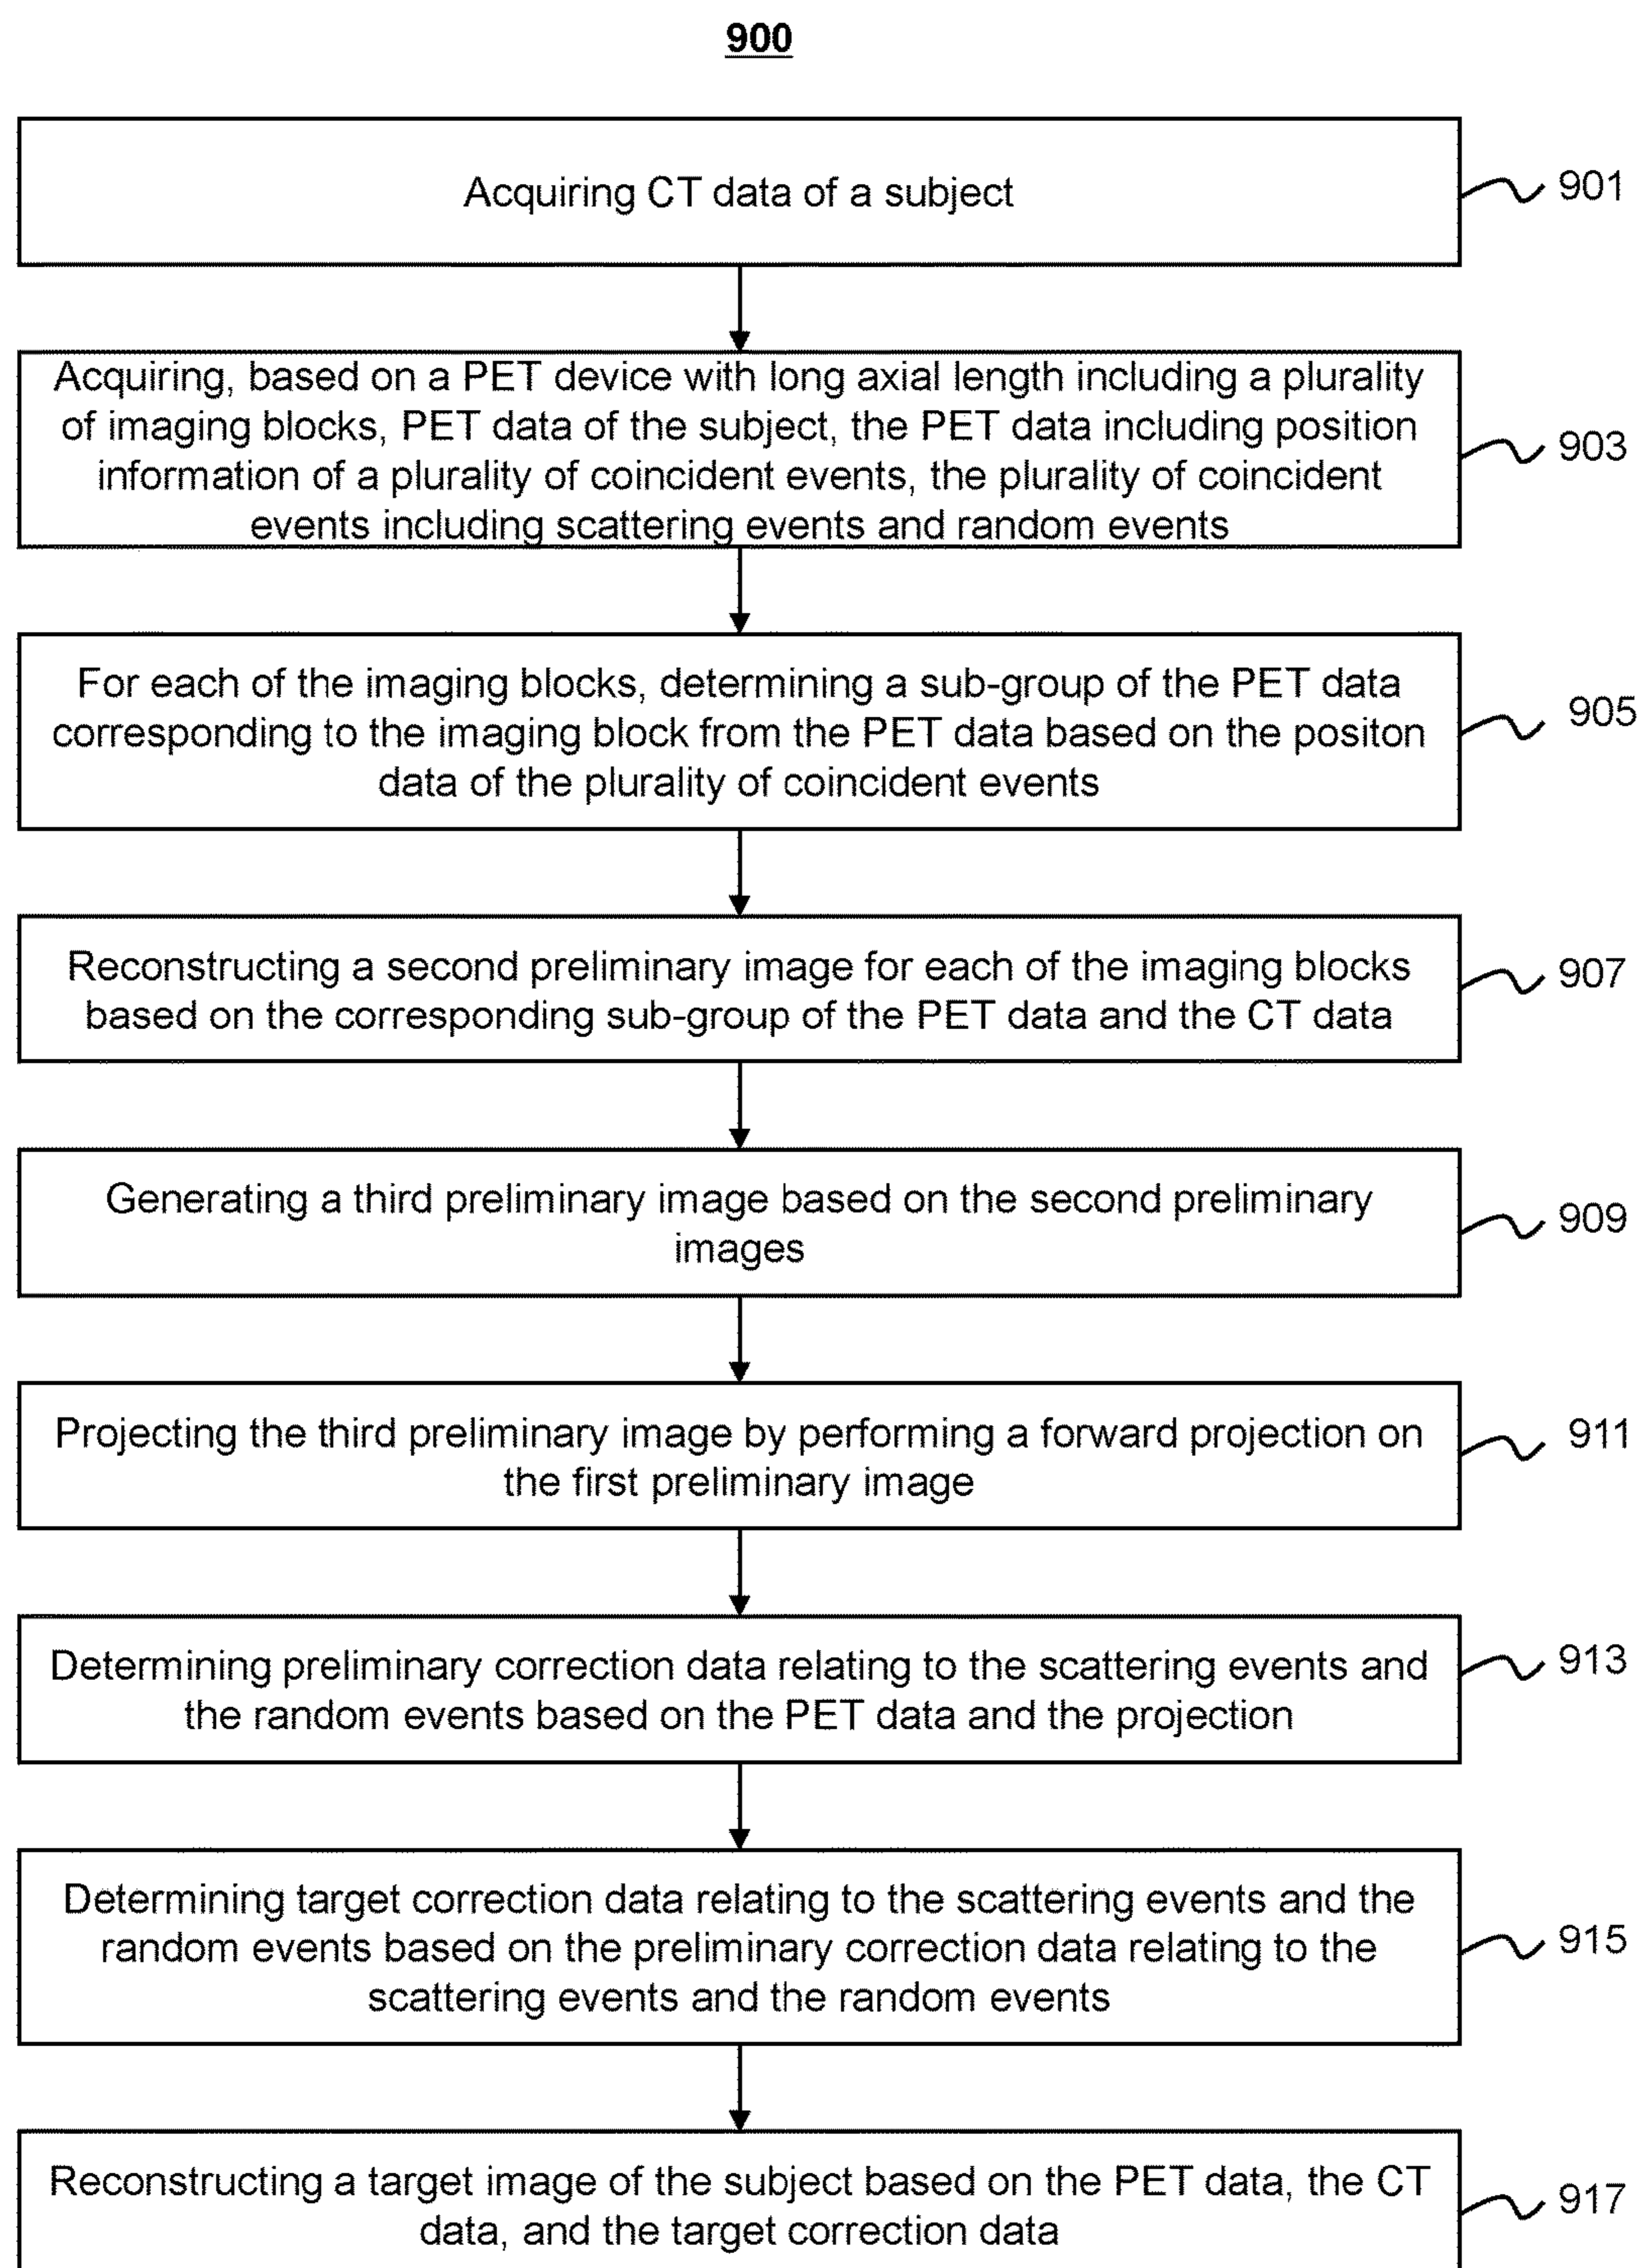 900
Acquiring CT data of a subject
901
Acquiring, based on a PET device with long axial length including a plurality
of imaging blocks, PET data of the subject, the PET data including position
information of a plurality of coincident events, the plurality of coincident
events including scattering events and random events
903
For each of the imaging blocks, determining a sub-group of the PET data
corresponding to the imaging block from the PET data based on the positon
data of the plurality of coincident events
905
Reconstructing a second preliminary image for each of the imaging blocks
based on the corresponding sub-group of the PET data and the CT data
907
Generating a third preliminary image based on the second preliminary
images
909
Projecting the third preliminary image by performing a forward projection on
the first preliminary image
911
Determining preliminary correction data relating to the scattering events and
the random events based on the PET data and the projection
913
Determining target correction data relating to the scattering events and the
random events based on the preliminary correction data relating to the
scattering events and the random events
915
Reconstructing a target image of the subject based on the PET data, the CT
data, and the target correction data
917